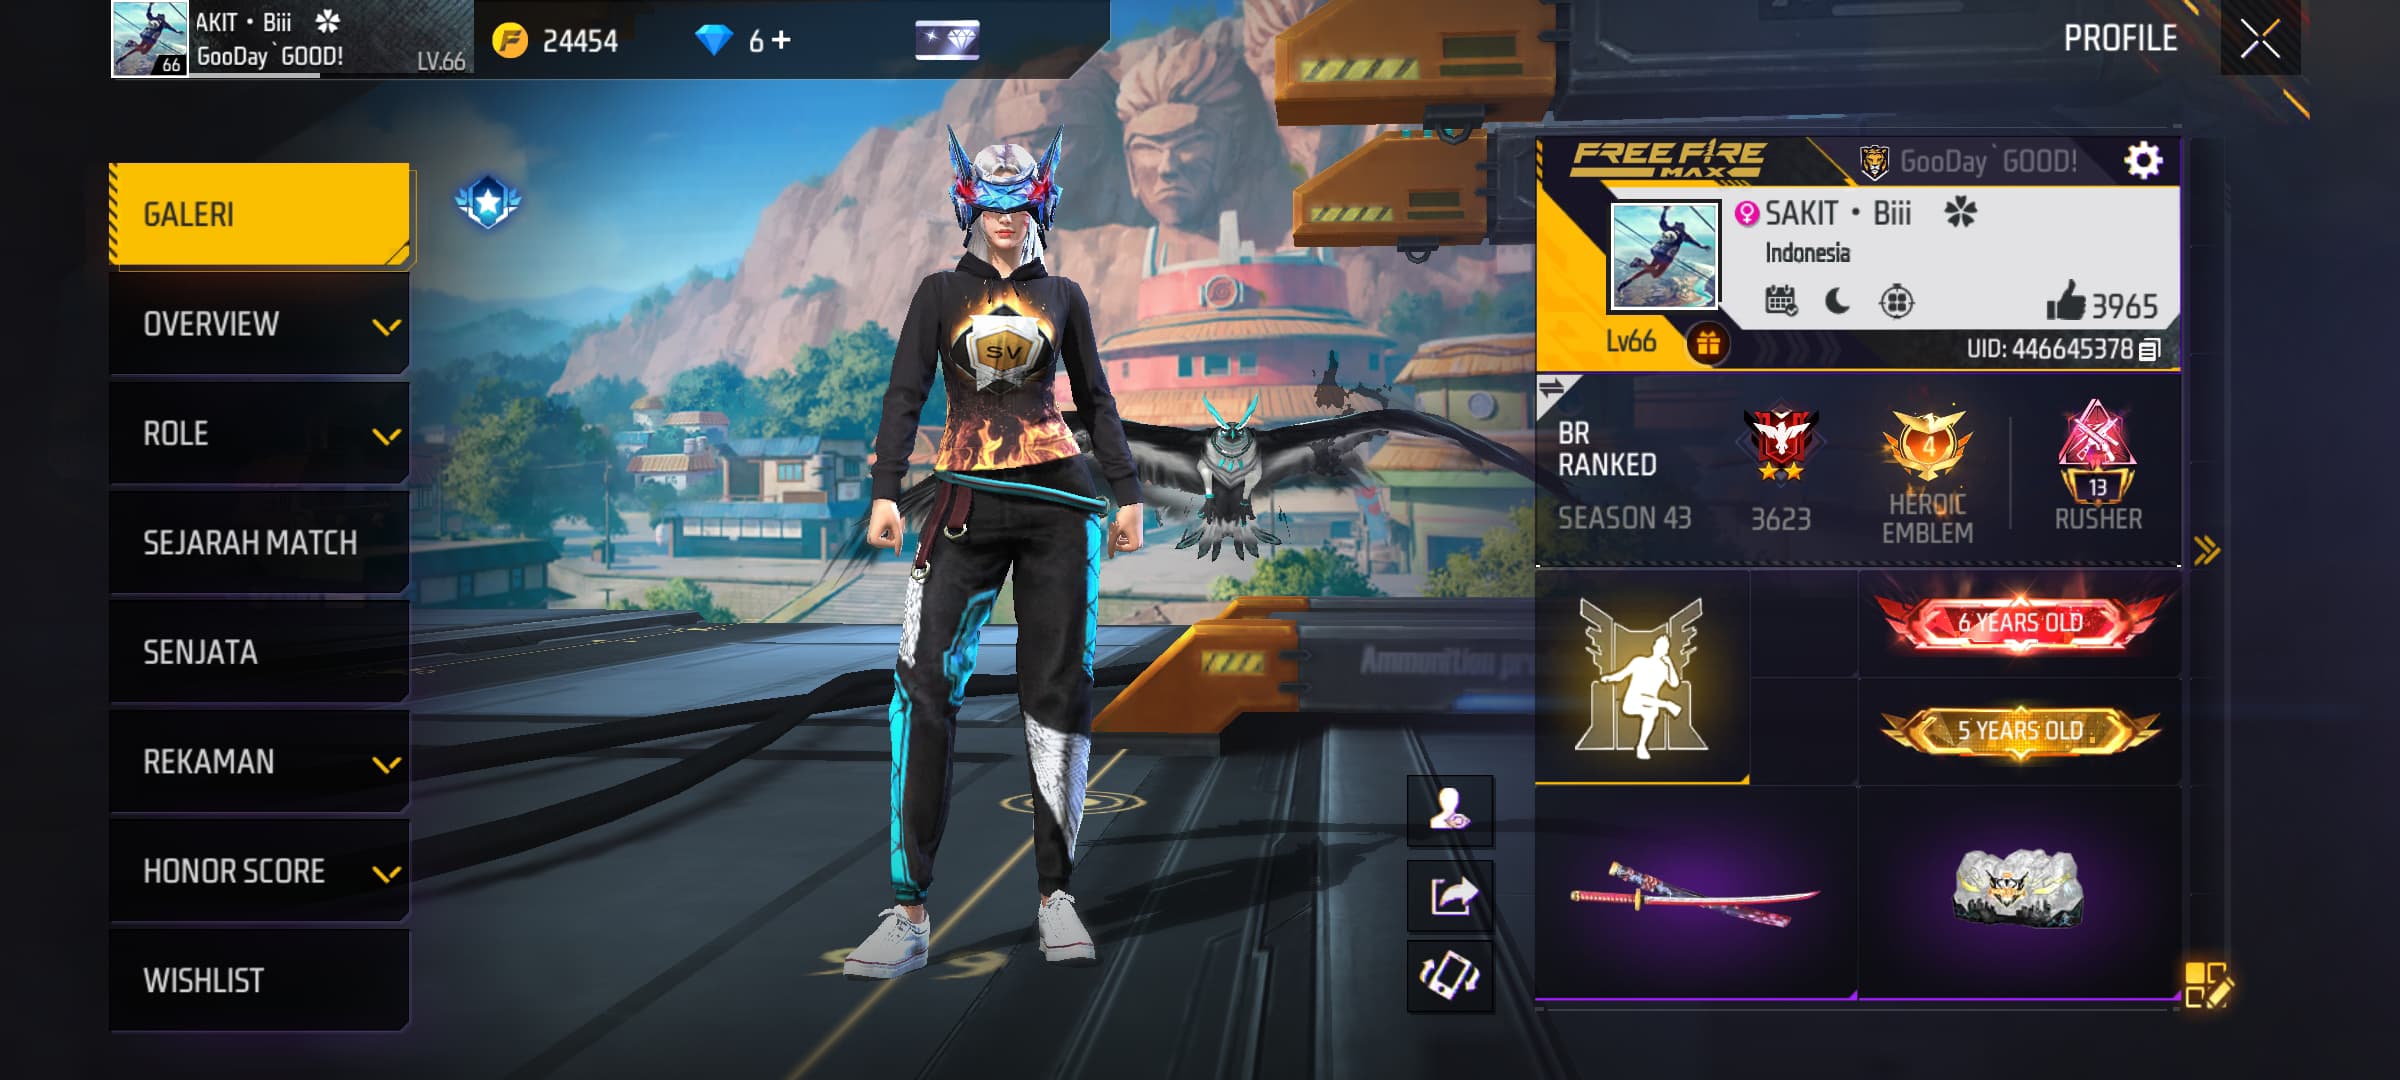 AKIT • Biii
GooDay`GOOD!
66
LV.66
24454
6+
PROFILE
GALERI
OVERVIEW
ROLE
SEJARAH MATCH
SENJATA
REKAMAN
HONOR SCORE
WISHLIST
SV
FREE FIRE
MAX
GooDay`GOOD!
SAKIT • Biii
Indonesia
3965
Lv66
UID: 446645378
BR
RANKED
SEASON 43
3623
4
HEROIC
EMBLEM
13
RUSHER
6 YEARS OLD
5 YEARS OLD
Ammunition